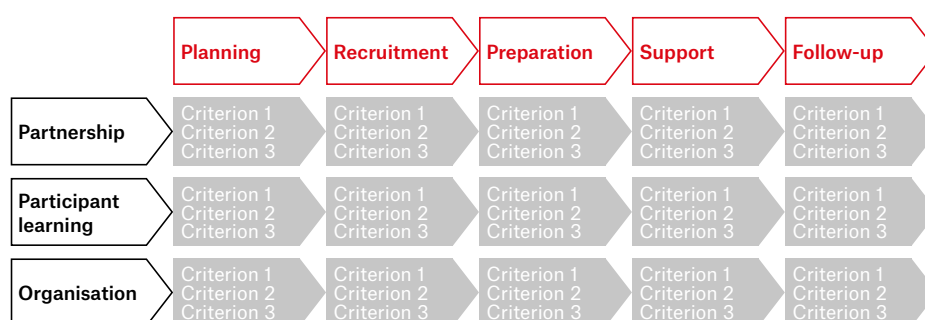 Planning Recruitment Preparation Support Follow-up
Partnership
Criterion 1 Criterion 1 Criterion 1 Criterion 1 Criterion 1
Criterion 2 Criterion 2 Criterion 2 Criterion 2 Criterion 2
Criterion 3 Criterion 3 Criterion 3 Criterion 3 Criterion 3
Participant
learning
Criterion 1 Criterion 1 Criterion 1 Criterion 1 Criterion 1
Criterion 2 Criterion 2 Criterion 2 Criterion 2 Criterion 2
Criterion 3 Criterion 3 Criterion 3 Criterion 3 Criterion 3
Organisation
Criterion 1 Criterion 1 Criterion 1 Criterion 1 Criterion 1
Criterion 2 Criterion 2 Criterion 2 Criterion 2 Criterion 2
Criterion 3 Criterion 3 Criterion 3 Criterion 3 Criterion 3